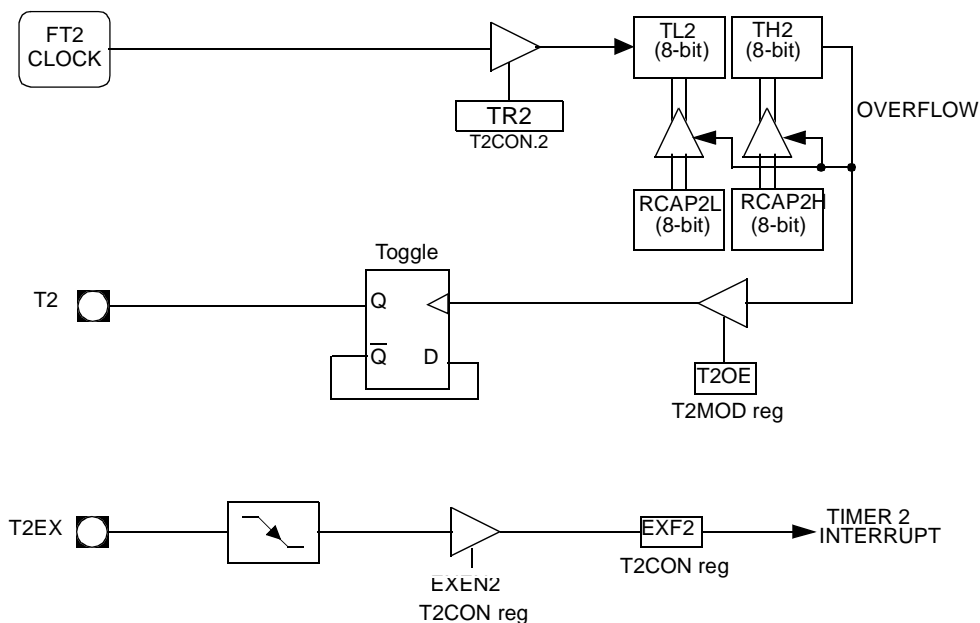 FT2
CLOCK
TR2
T2CON.2
TL2
(8-bit)
TH2
(8-bit)
OVERFLOW
RCAP2L
(8-bit)
RCAP2H
(8-bit)
Toggle
T2
Q
Q
D
T2OE
T2MOD reg
T2EX
EXEN2
T2CON reg
EXF2
T2CON reg
TIMER 2
INTERRUPT